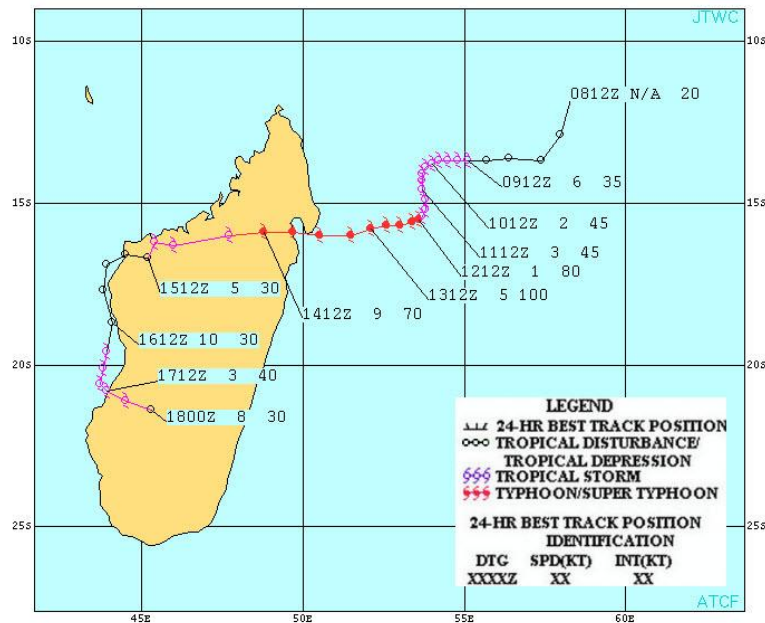 JTWC
10S
10S
0812Z N/A 20
0912Z 6 35
15S
15S
1012Z 2 45
1112Z 3 45
1212Z 1 80
1512Z 5 30
1312Z 5 100
1412Z 9 70
1612Z 10 30
20S
20S
1712Z 3 40
1800Z 8 30
LEGEND
24-HR BEST TRACK POSITION
TROPICAL DISTURBANCE/
TROPICAL DEPRESSION
TROPICAL STORM
TYPHOON/SUPER TYPHOON
24-HR BEST TRACK POSITION
IDENTIFICATION
DTG SPD(KT) INT(KT)
XXXXZ XX XX
25S
25S
ATCF
45E 50E 55E 60E